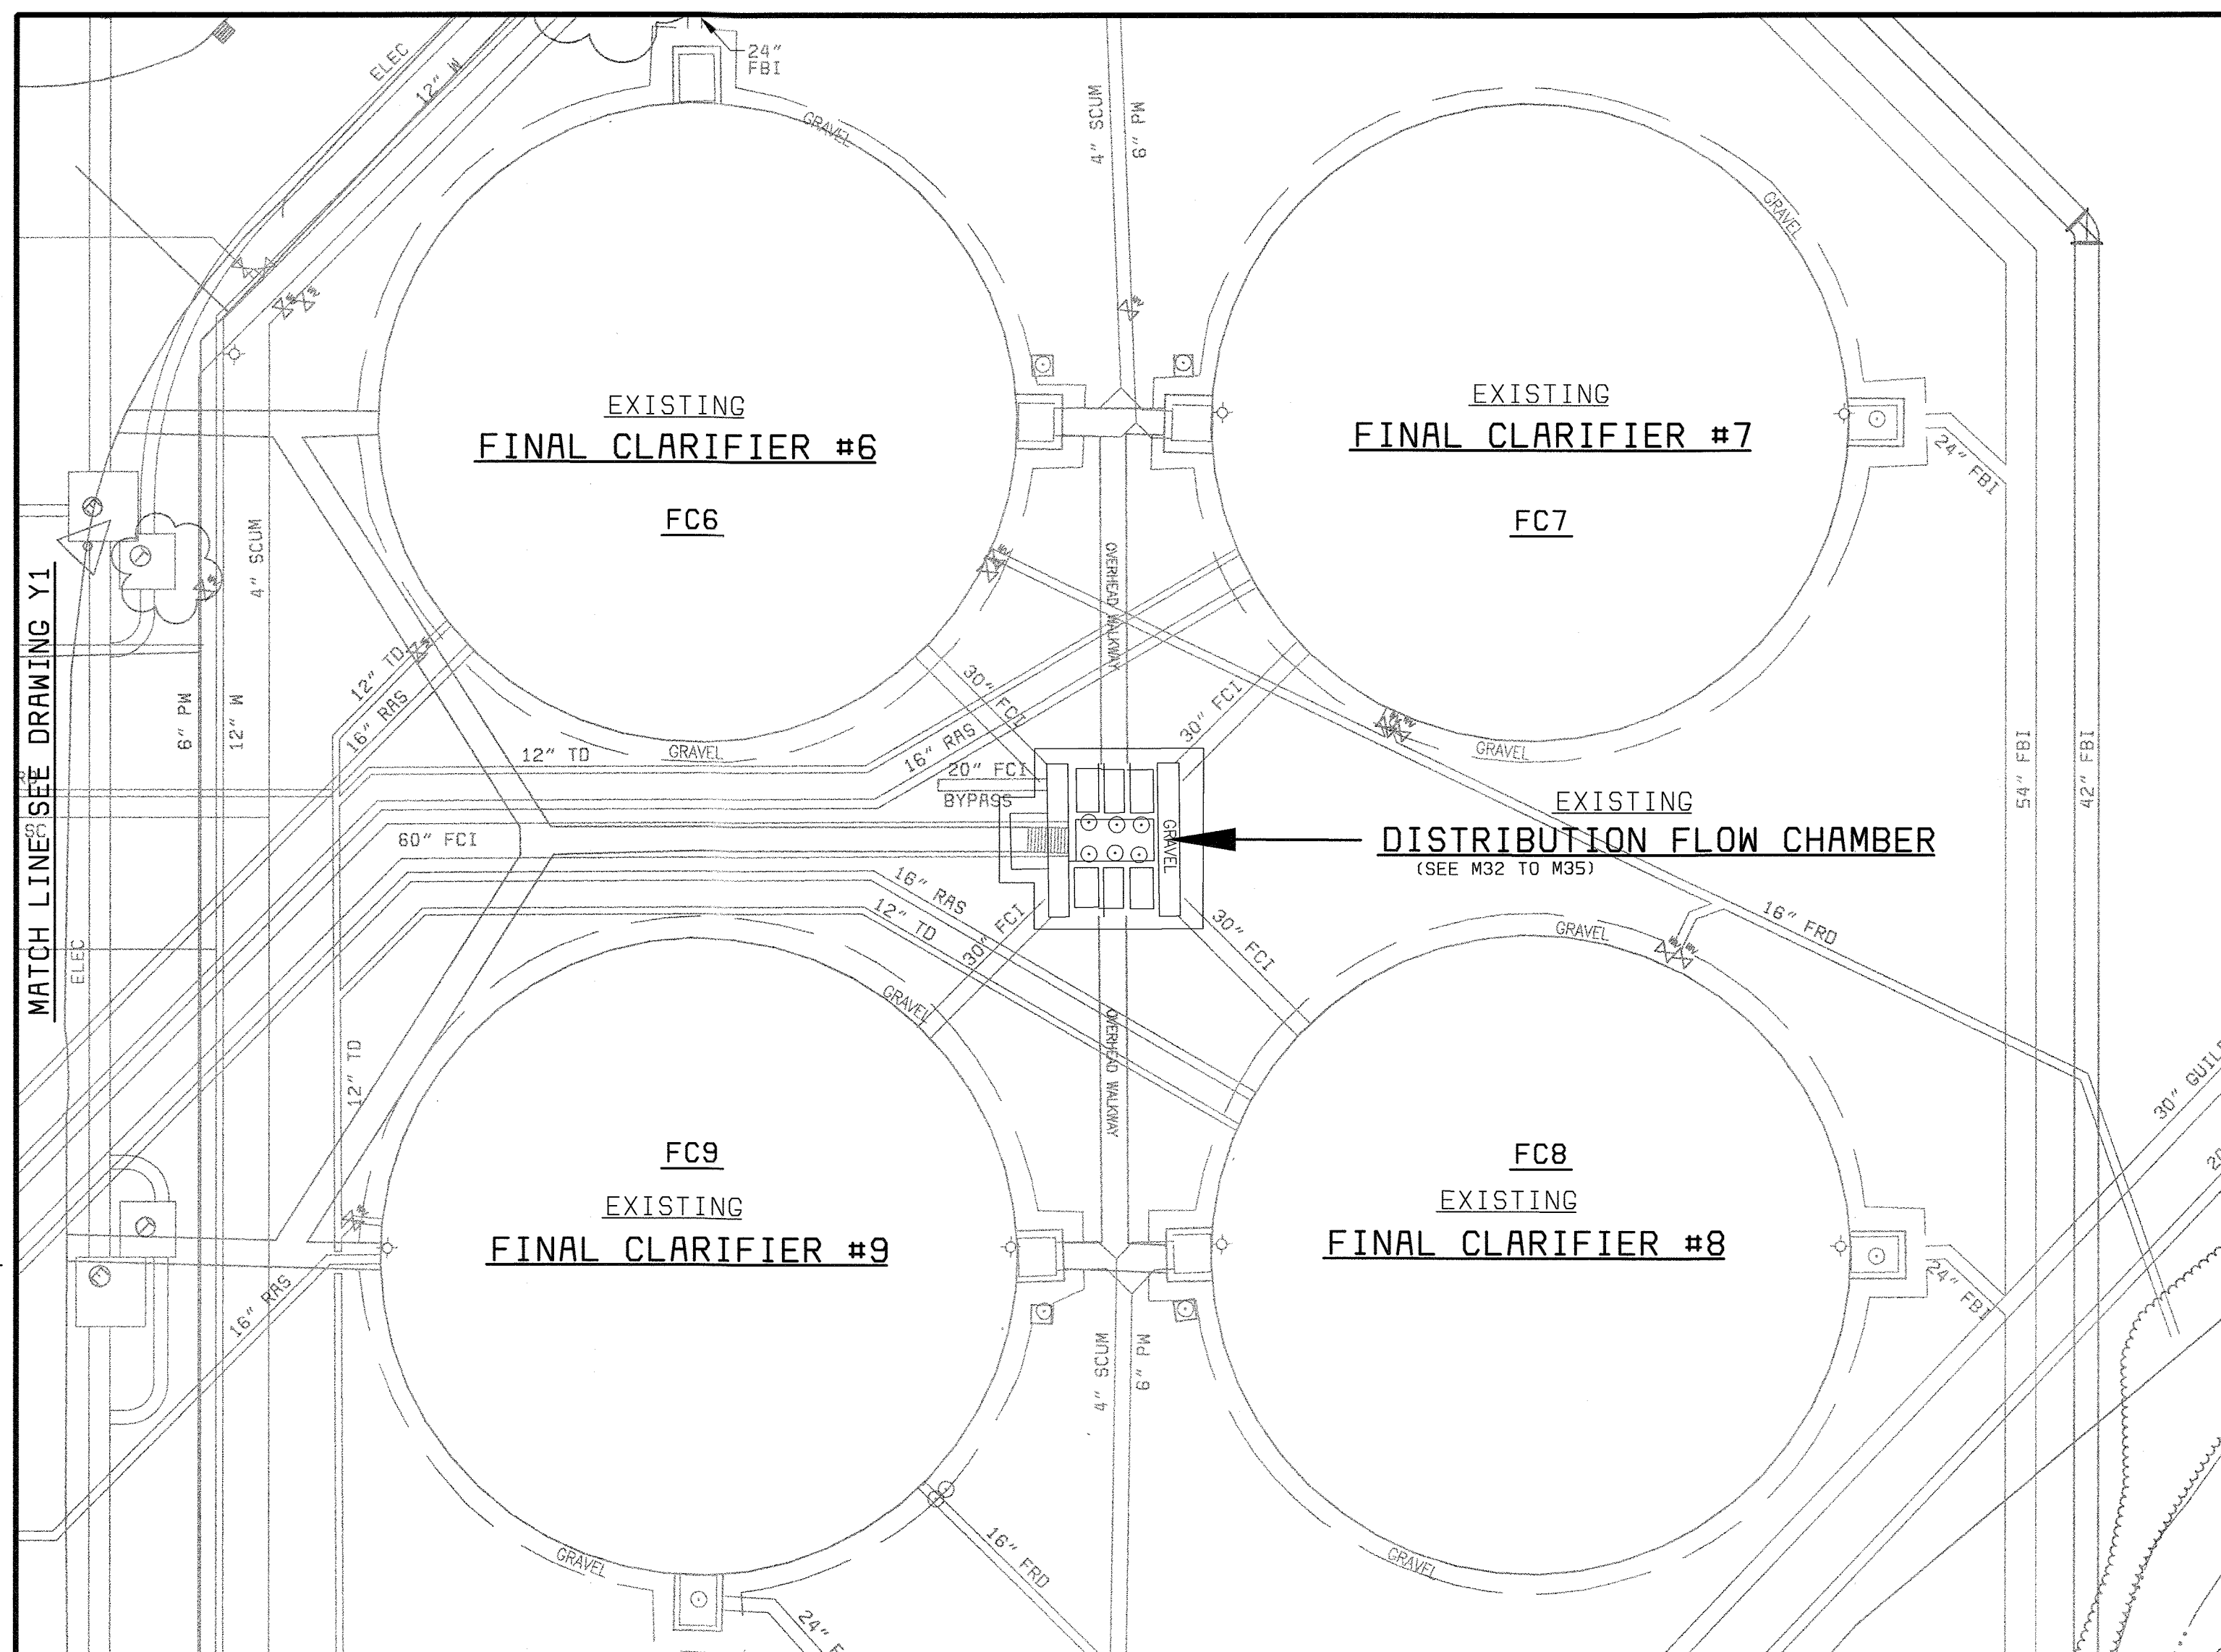 24" FBI
ELEC
12" W
GRAVEL
4" SCUM
6" PW
GRAVEL
EXISTING
FINAL CLARIFIER #6
FC6
EXISTING
FINAL CLARIFIER #7
FC7
24" FBI
4" SCUM
OVERHEAD WALKWAY
MATCH LINE SEE DRAWING Y1
12" TD
16" RAS
6" PW
12" W
30" FCI
30" FCI
GRAVEL
12" TD
16" RAS
GRAVEL
20" FCI
BYPASS
54" FBI
42" FBI
SC
60" FCI
GRAVEL
EXISTING
DISTRIBUTION FLOW CHAMBER
(SEE M32 TO M35)
16" RAS
12" TD
30" FCI
30" FCI
GRAVEL
16" FRD
ELEC
GRAVEL
12" TD
OVERHEAD WALKWAY
30" GUIL
20
FC9
EXISTING
FINAL CLARIFIER #9
FC8
EXISTING
FINAL CLARIFIER #8
24" FBI
16" RAS
4" SCUM
6" PW
GRAVEL
16" FRD
GRAVEL
24" F